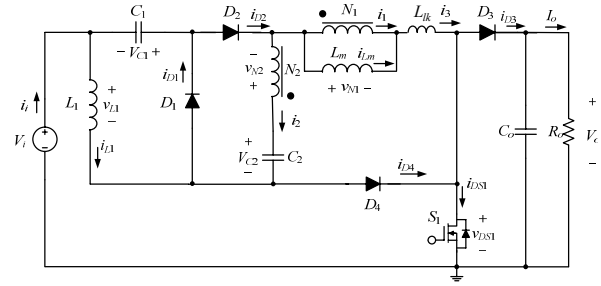 C1 D2 iD2 N1 i1 Llk i3 D3 iD3 Io
− VC1 +
Lm iLm
+ vN1 −
− vN2 + N2
ii L1 + vL1 − iD1 D1
Vi + −
i2
Co Ro + Vo −
iL1
+ VC2 − C2
iD4
D4
iDS1
S1 + vDS1 −